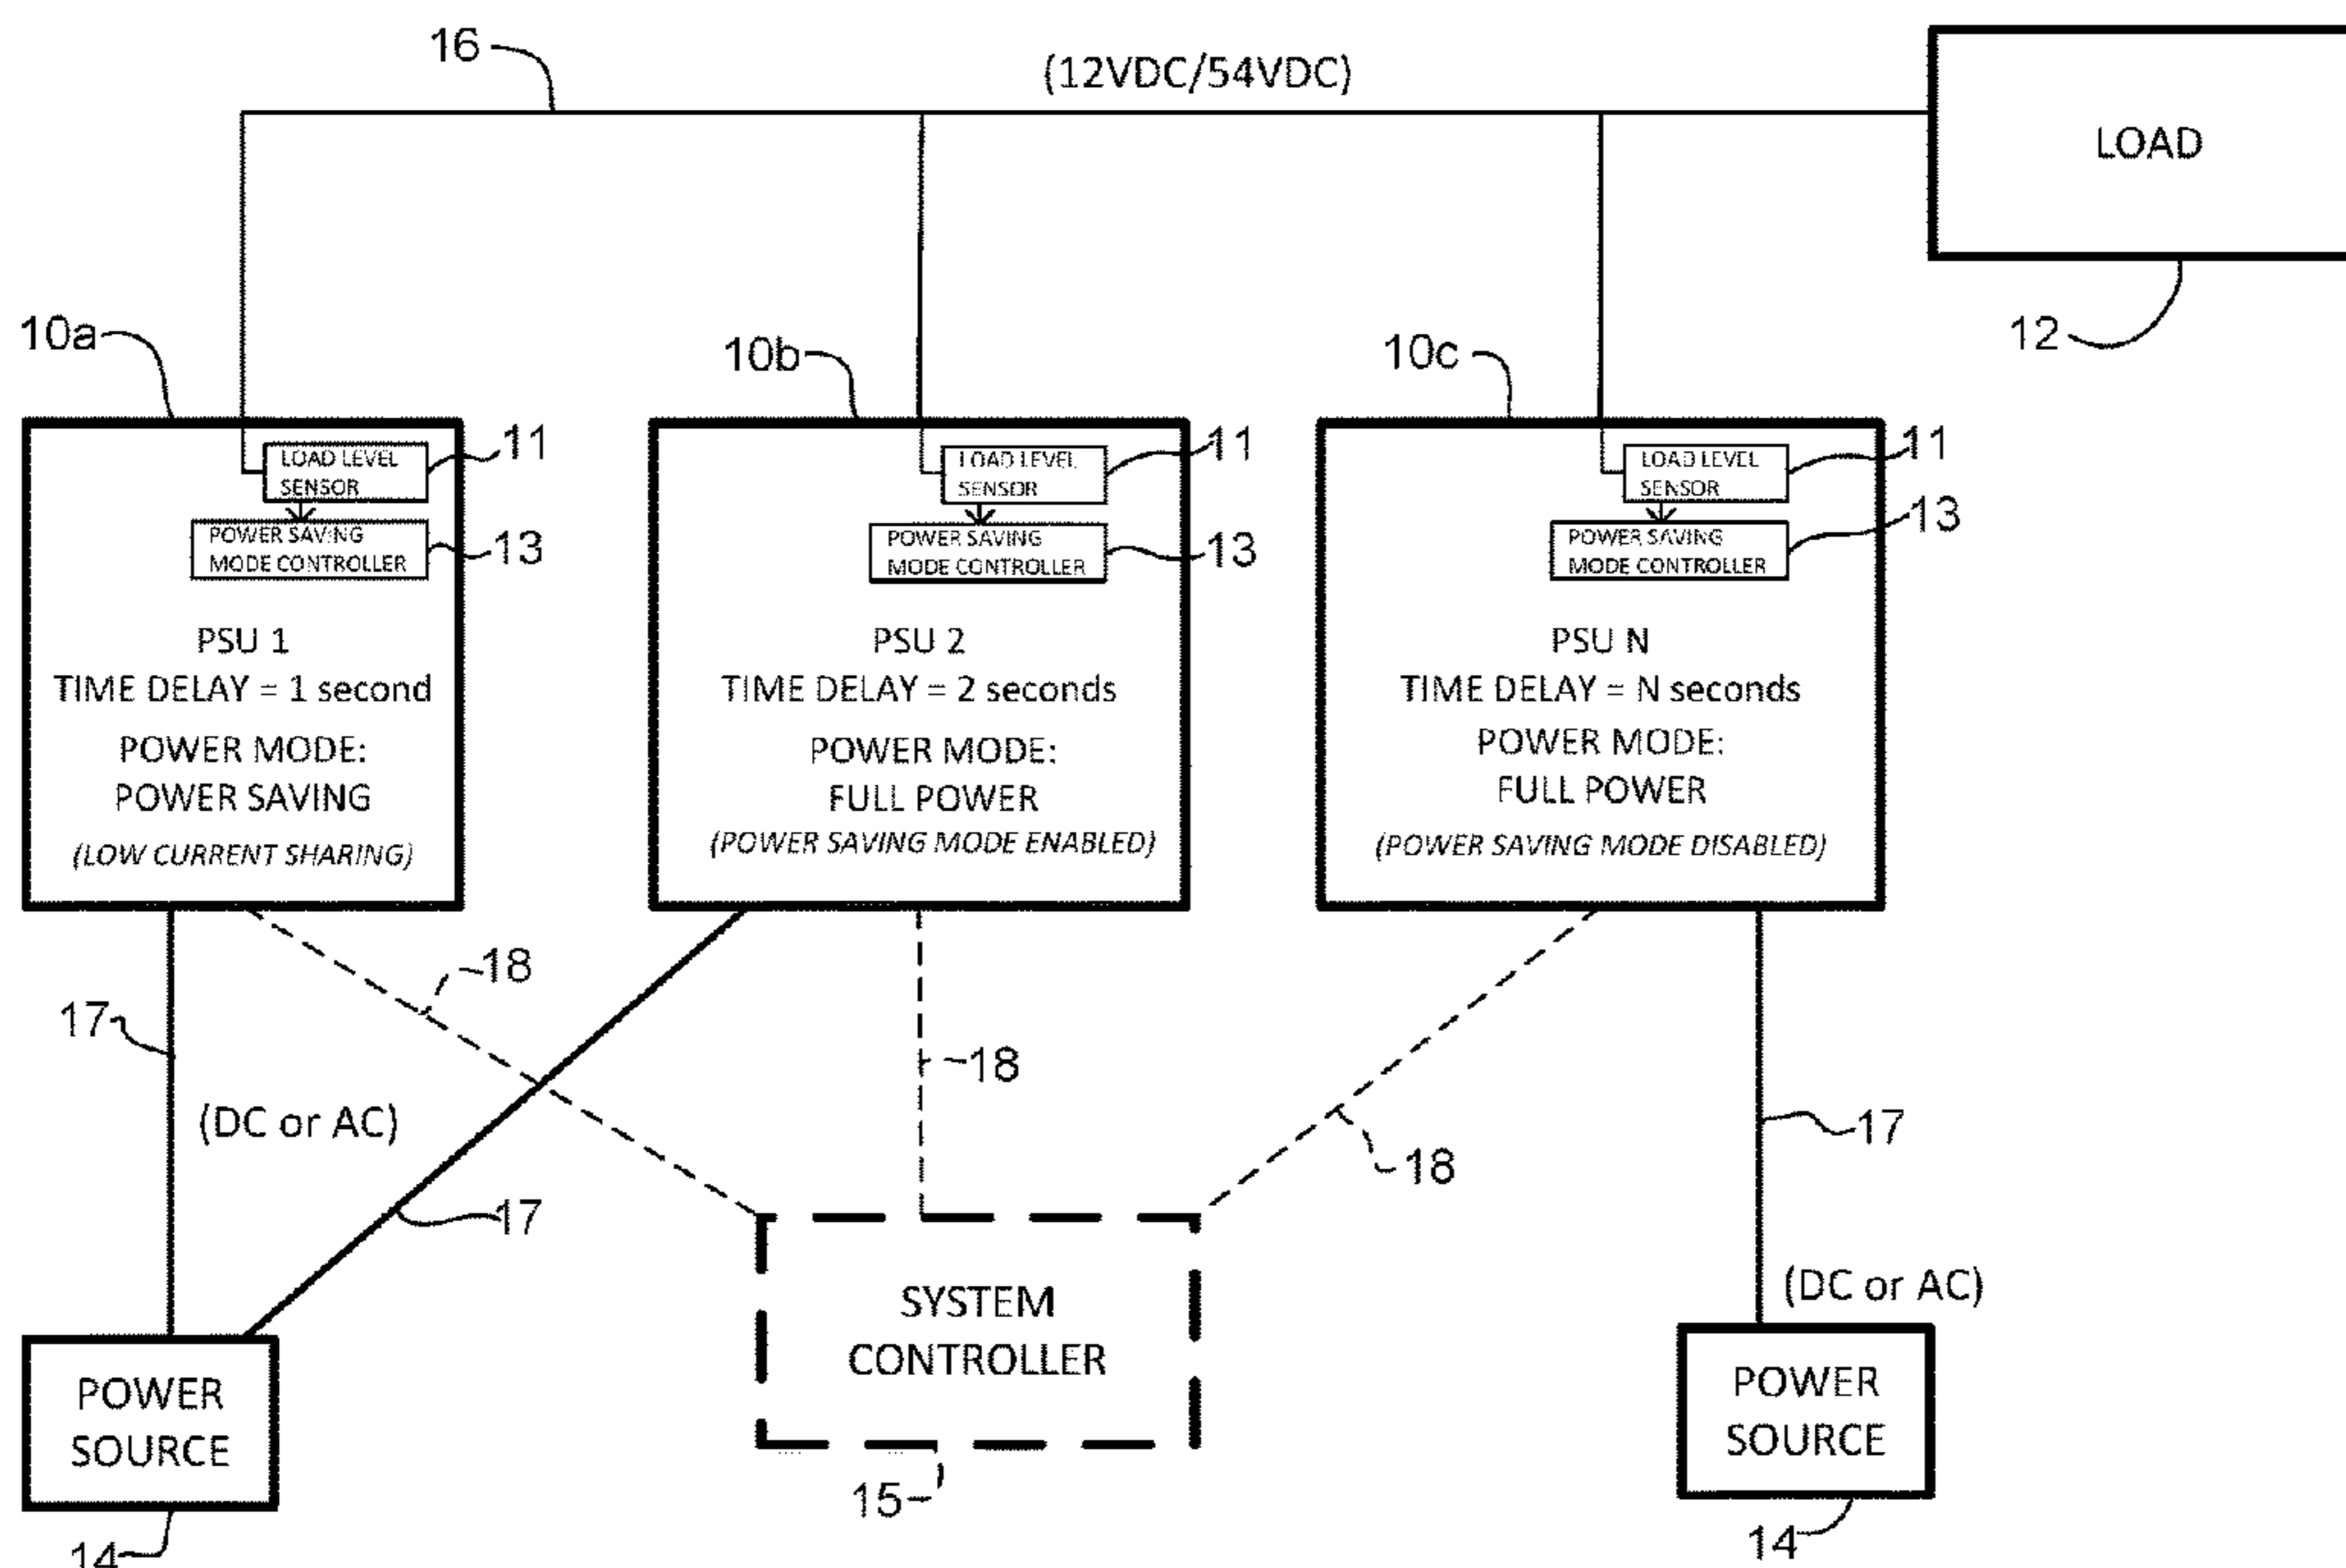 16
(12VDC/54VDC)
LOAD
12
10a
10b
10c
LOAD LEVEL
SENSOR
11
POWER SAVING
MODE CONTROLLER
13
PSU 1
TIME DELAY = 1 second
POWER MODE:
POWER SAVING
(LOW CURRENT SHARING)
LOAD LEVEL
SENSOR
11
POWER SAVING
MODE CONTROLLER
13
PSU 2
TIME DELAY = 2 seconds
POWER MODE:
FULL POWER
(POWER SAVING MODE ENABLED)
LOAD LEVEL
SENSOR
11
POWER SAVING
MODE CONTROLLER
13
PSU N
TIME DELAY = N seconds
POWER MODE:
FULL POWER
(POWER SAVING MODE DISABLED)
18
17
18
(DC or AC)
17
18
17
(DC or AC)
POWER
SOURCE
14
SYSTEM
CONTROLLER
15
POWER
SOURCE
14